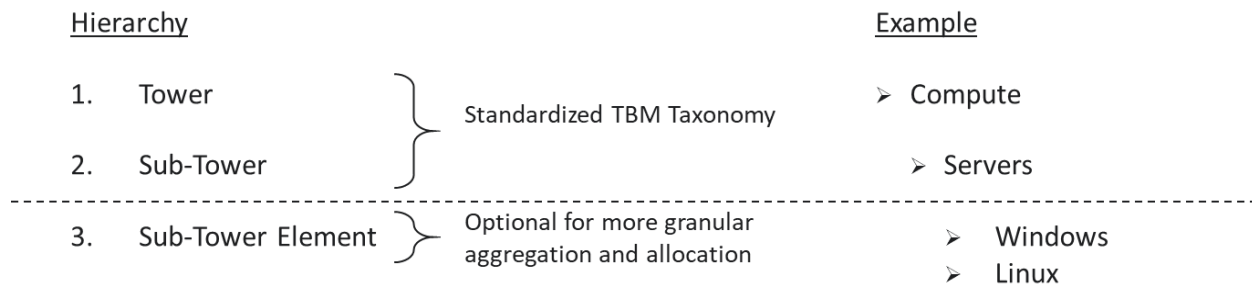 Hierarchy
Example
1. Tower
➢ Compute
Standardized TBM Taxonomy
2. Sub-Tower
➢ Servers
3. Sub-Tower Element
Optional for more granular
aggregation and allocation
➢ Windows
➢ Linux